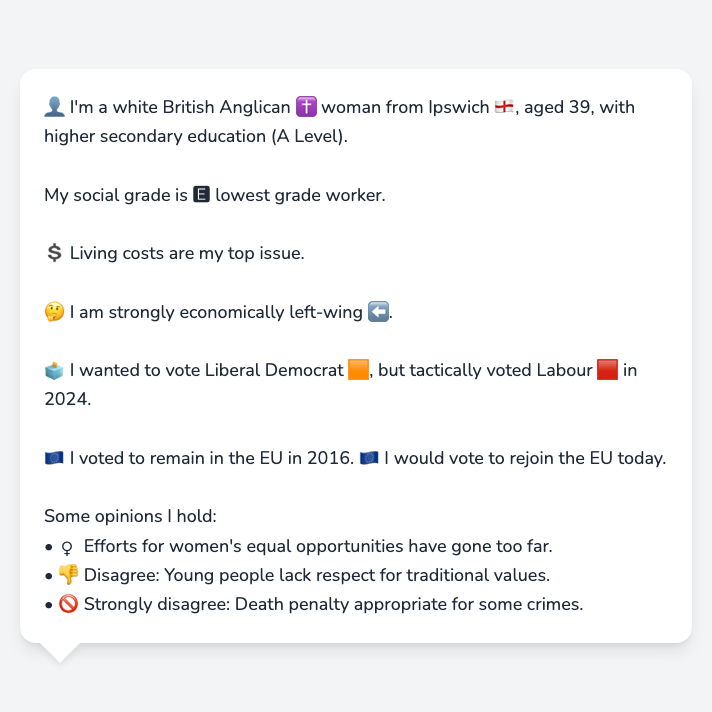 👤 I'm a white British Anglican ✝️ woman from Ipswich 🏴󠁧󠁢󠁥󠁮󠁧󠁿, aged 39, with
higher secondary education (A Level).
My social grade is 🅴 lowest grade worker.
💲 Living costs are my top issue.
🤔 I am strongly economically left-wing ⬅️.
🗳️ I wanted to vote Liberal Democrat 🟧, but tactically voted Labour 🟥 in
2024.
🇪🇺 I voted to remain in the EU in 2016. 🇪🇺 I would vote to rejoin the EU today.
Some opinions I hold:
• ♀ Efforts for women's equal opportunities have gone too far.
• 👎 Disagree: Young people lack respect for traditional values.
• 🚫 Strongly disagree: Death penalty appropriate for some crimes.